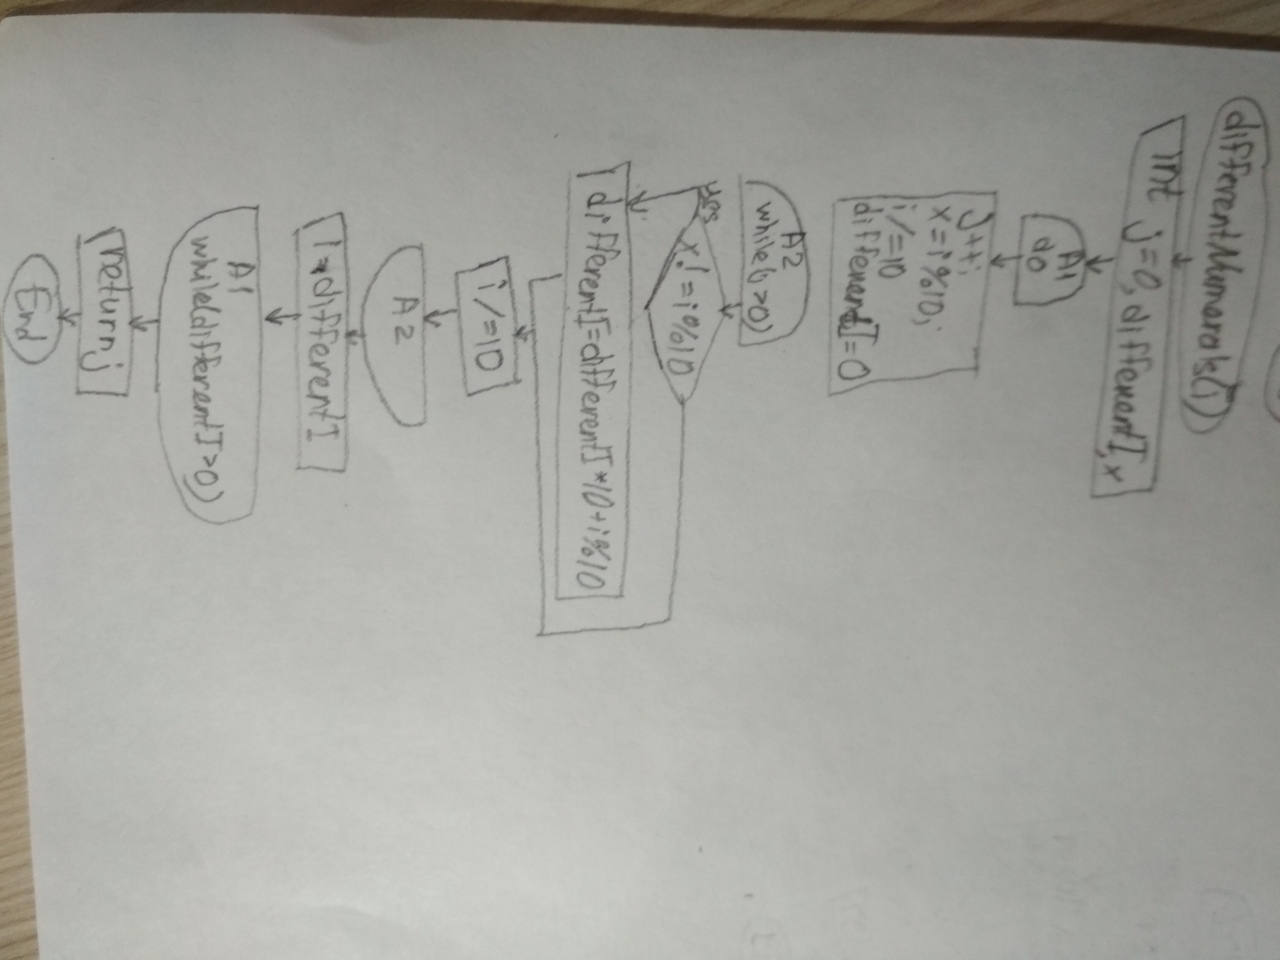 differentNumerals(i)
int j=0, differentI, x
A1
do
j++;
x=i%10;
i/=10
differentI=0
A2
while(i>0)
yes
x!=i%10
differentI=differentI*10+i%10
i/=10
A2
i=differentI
A1
while(differentI>0)
return j
End